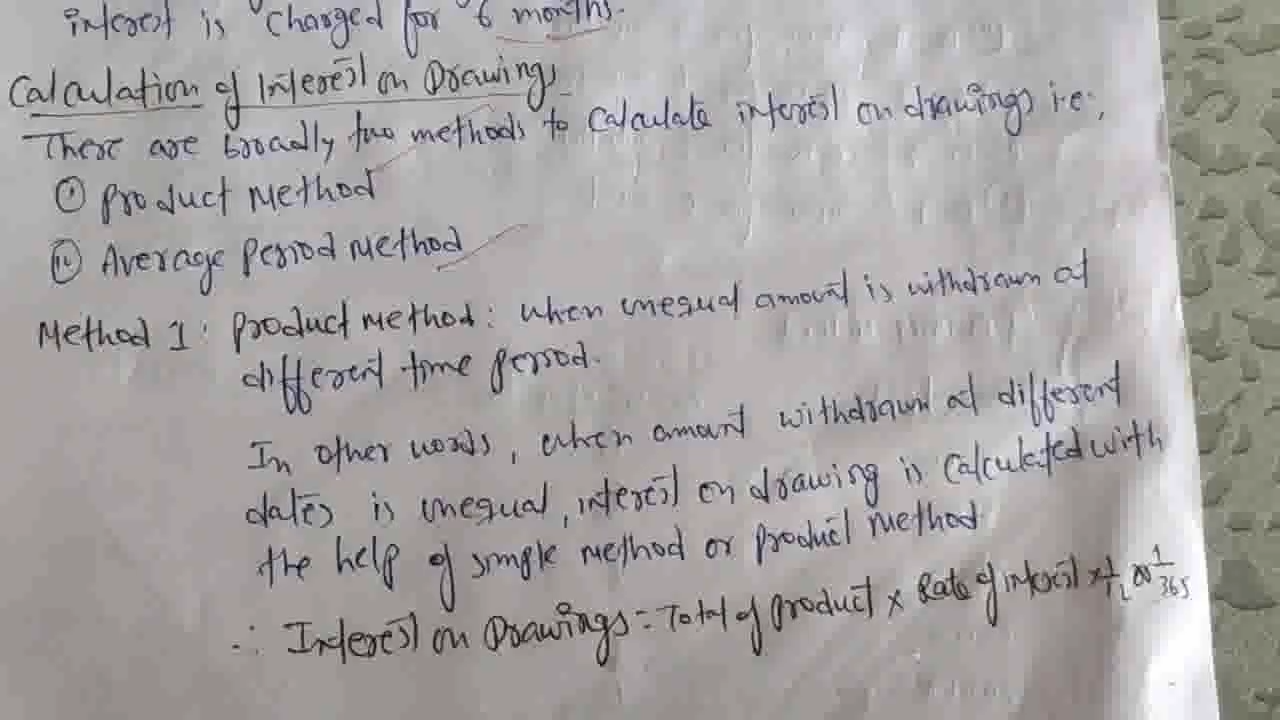 interest is charged for 6 months.
Calculation of Interest on Drawings
There are broadly two methods to calculate interest on drawings i.e.,
(i) Product Method
(ii) Average Period Method
Method 1: Product Method: when unequal amount is withdrawn at
different time period.
In other words, when amount withdrawn at different
dates is unequal, interest on drawing is calculated with
the help of simple method or product method
∴ Interest on Drawings = Total of product × Rate of interest × 1/12 or 1/365